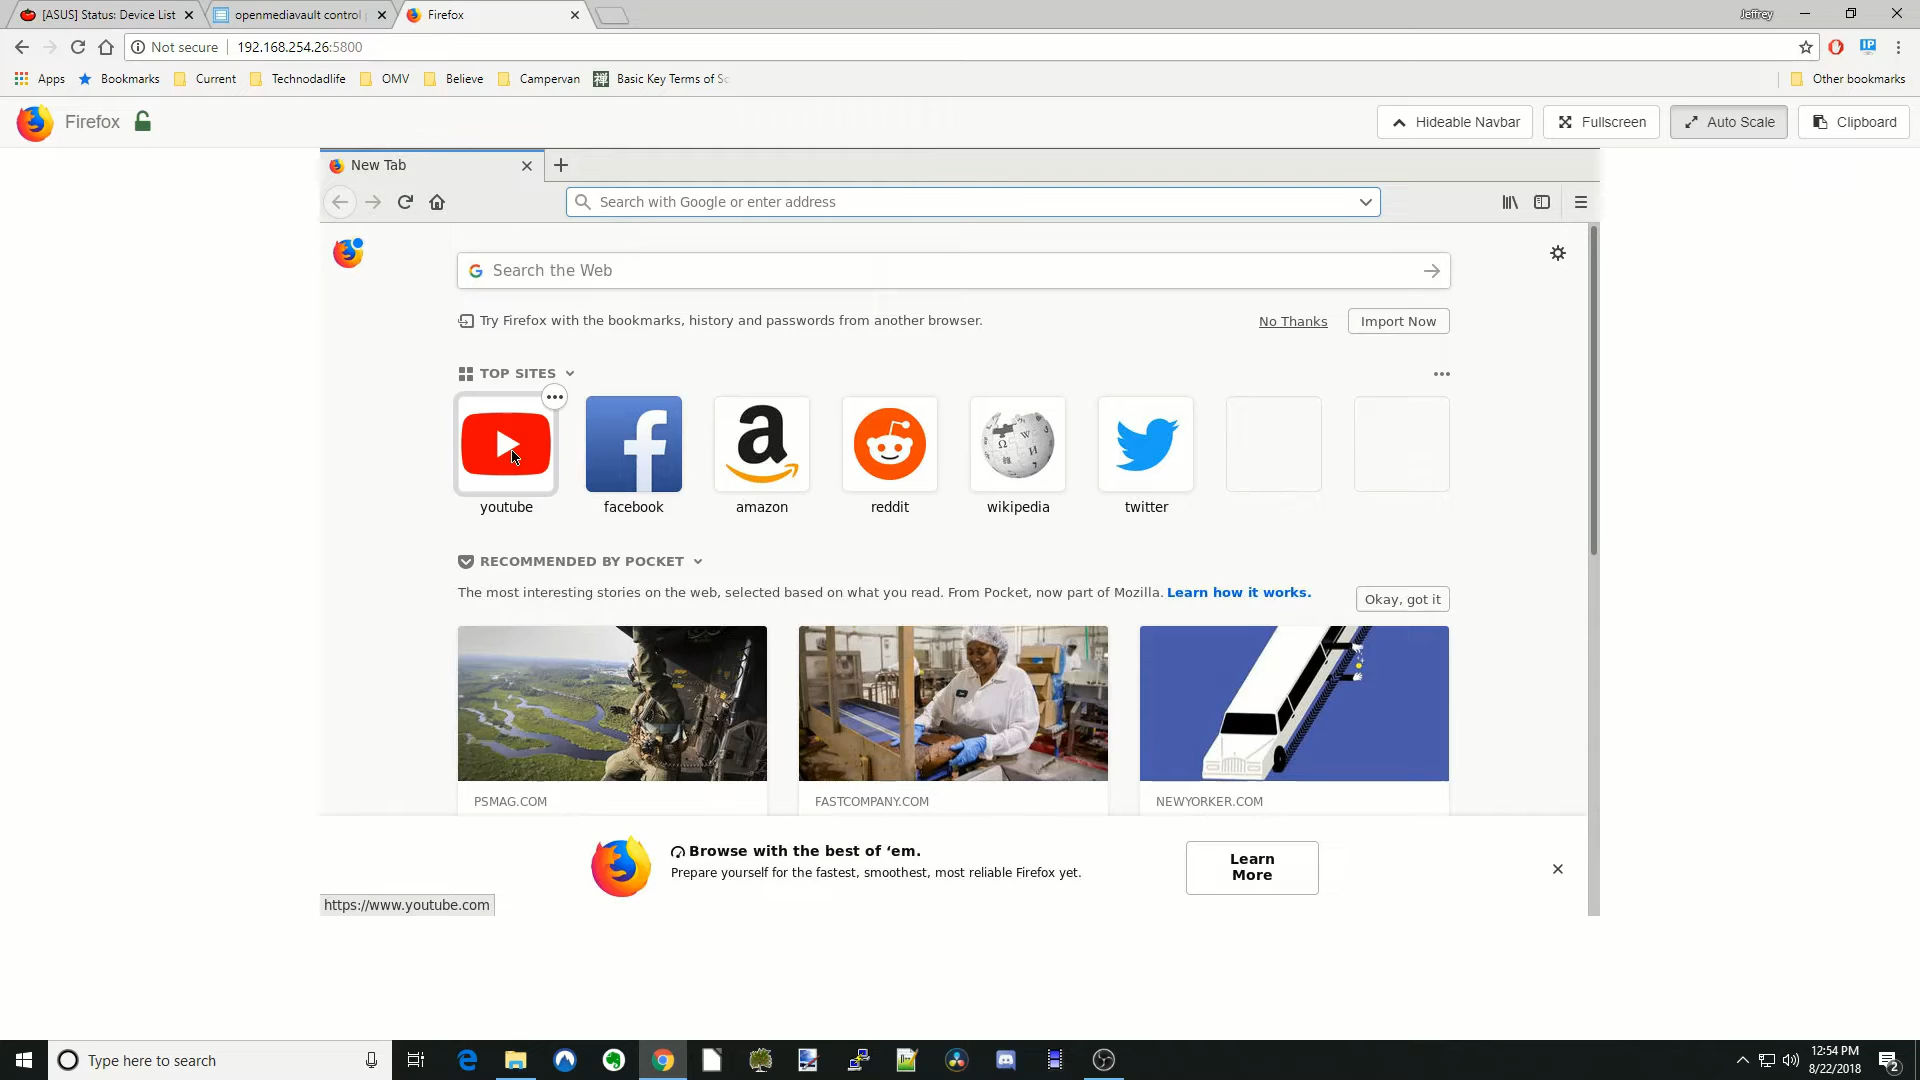 [ASUS] Status: Device List
openmediavault control
Firefox
Jeffrey
Not secure
192.168.254.26:5800
IP
Apps
Bookmarks
Current
Technodadlife
OMV
Believe
Campervan
Basic Key Terms of Sc
Other bookmarks
Firefox
Hideable Navbar
Fullscreen
Auto Scale
Clipboard
New Tab
Search with Google or enter address
Search the Web
Try Firefox with the bookmarks, history and passwords from another browser.
No Thanks
Import Now
TOP SITES
youtube
facebook
amazon
reddit
wikipedia
twitter
RECOMMENDED BY POCKET
The most interesting stories on the web, selected based on what you read. From Pocket, now part of Mozilla. Learn how it works.
Okay, got it
PSMAG.COM
FASTCOMPANY.COM
NEWYORKER.COM
Browse with the best of ‘em.
Prepare yourself for the fastest, smoothest, most reliable Firefox yet.
Learn
More
https://www.youtube.com
Type here to search
12:54 PM
8/22/2018
2